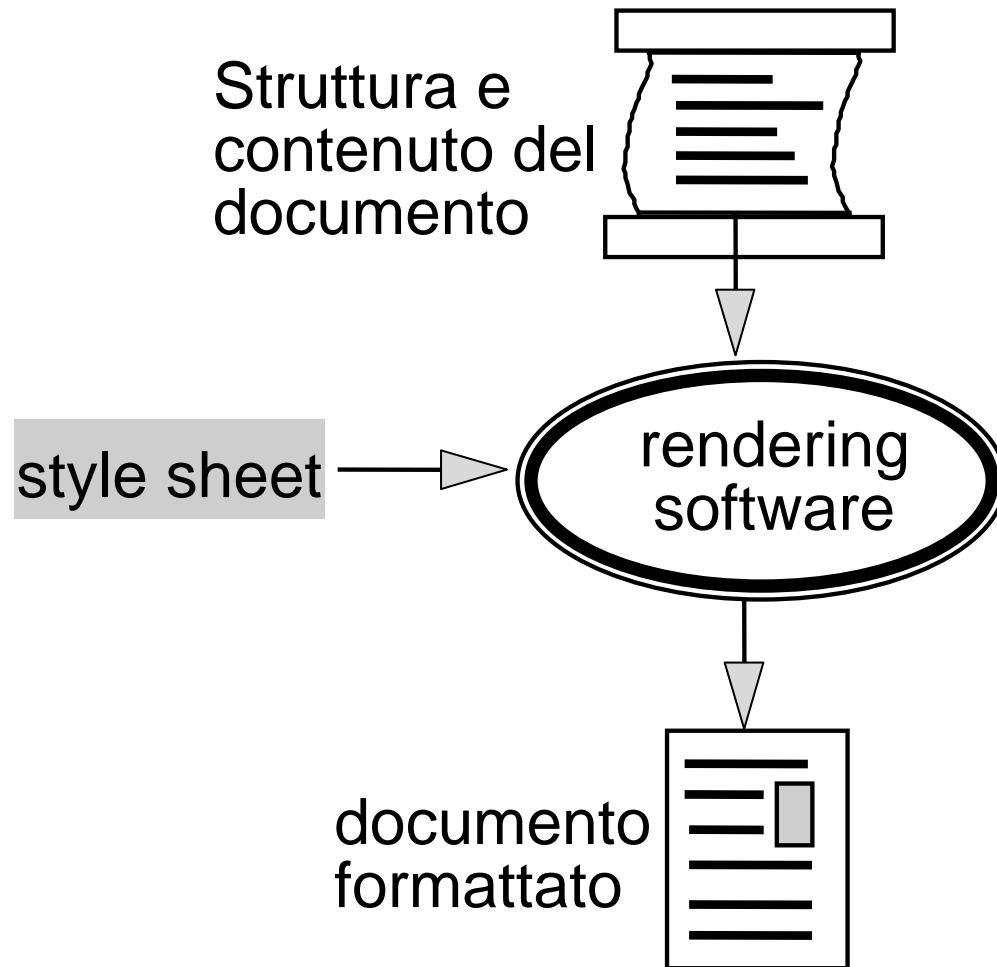 Struttura e
contenuto del
documento
style sheet
rendering
software
documento
formattato